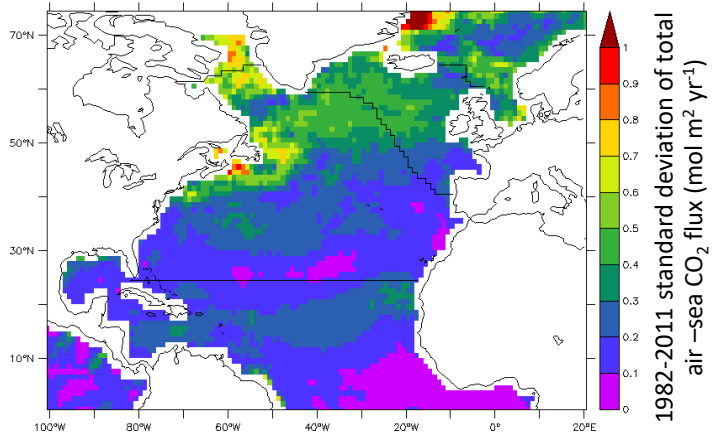 70°N
50°N
30°N
10°N
100°W
80°W
60°W
40°W
20°W
0°E
20°E
1
0.9
0.8
0.7
0.6
0.5
0.4
0.3
0.2
0.1
0
1982-2011 standard deviation of total
air –sea CO₂ flux (mol m² yr⁻¹)